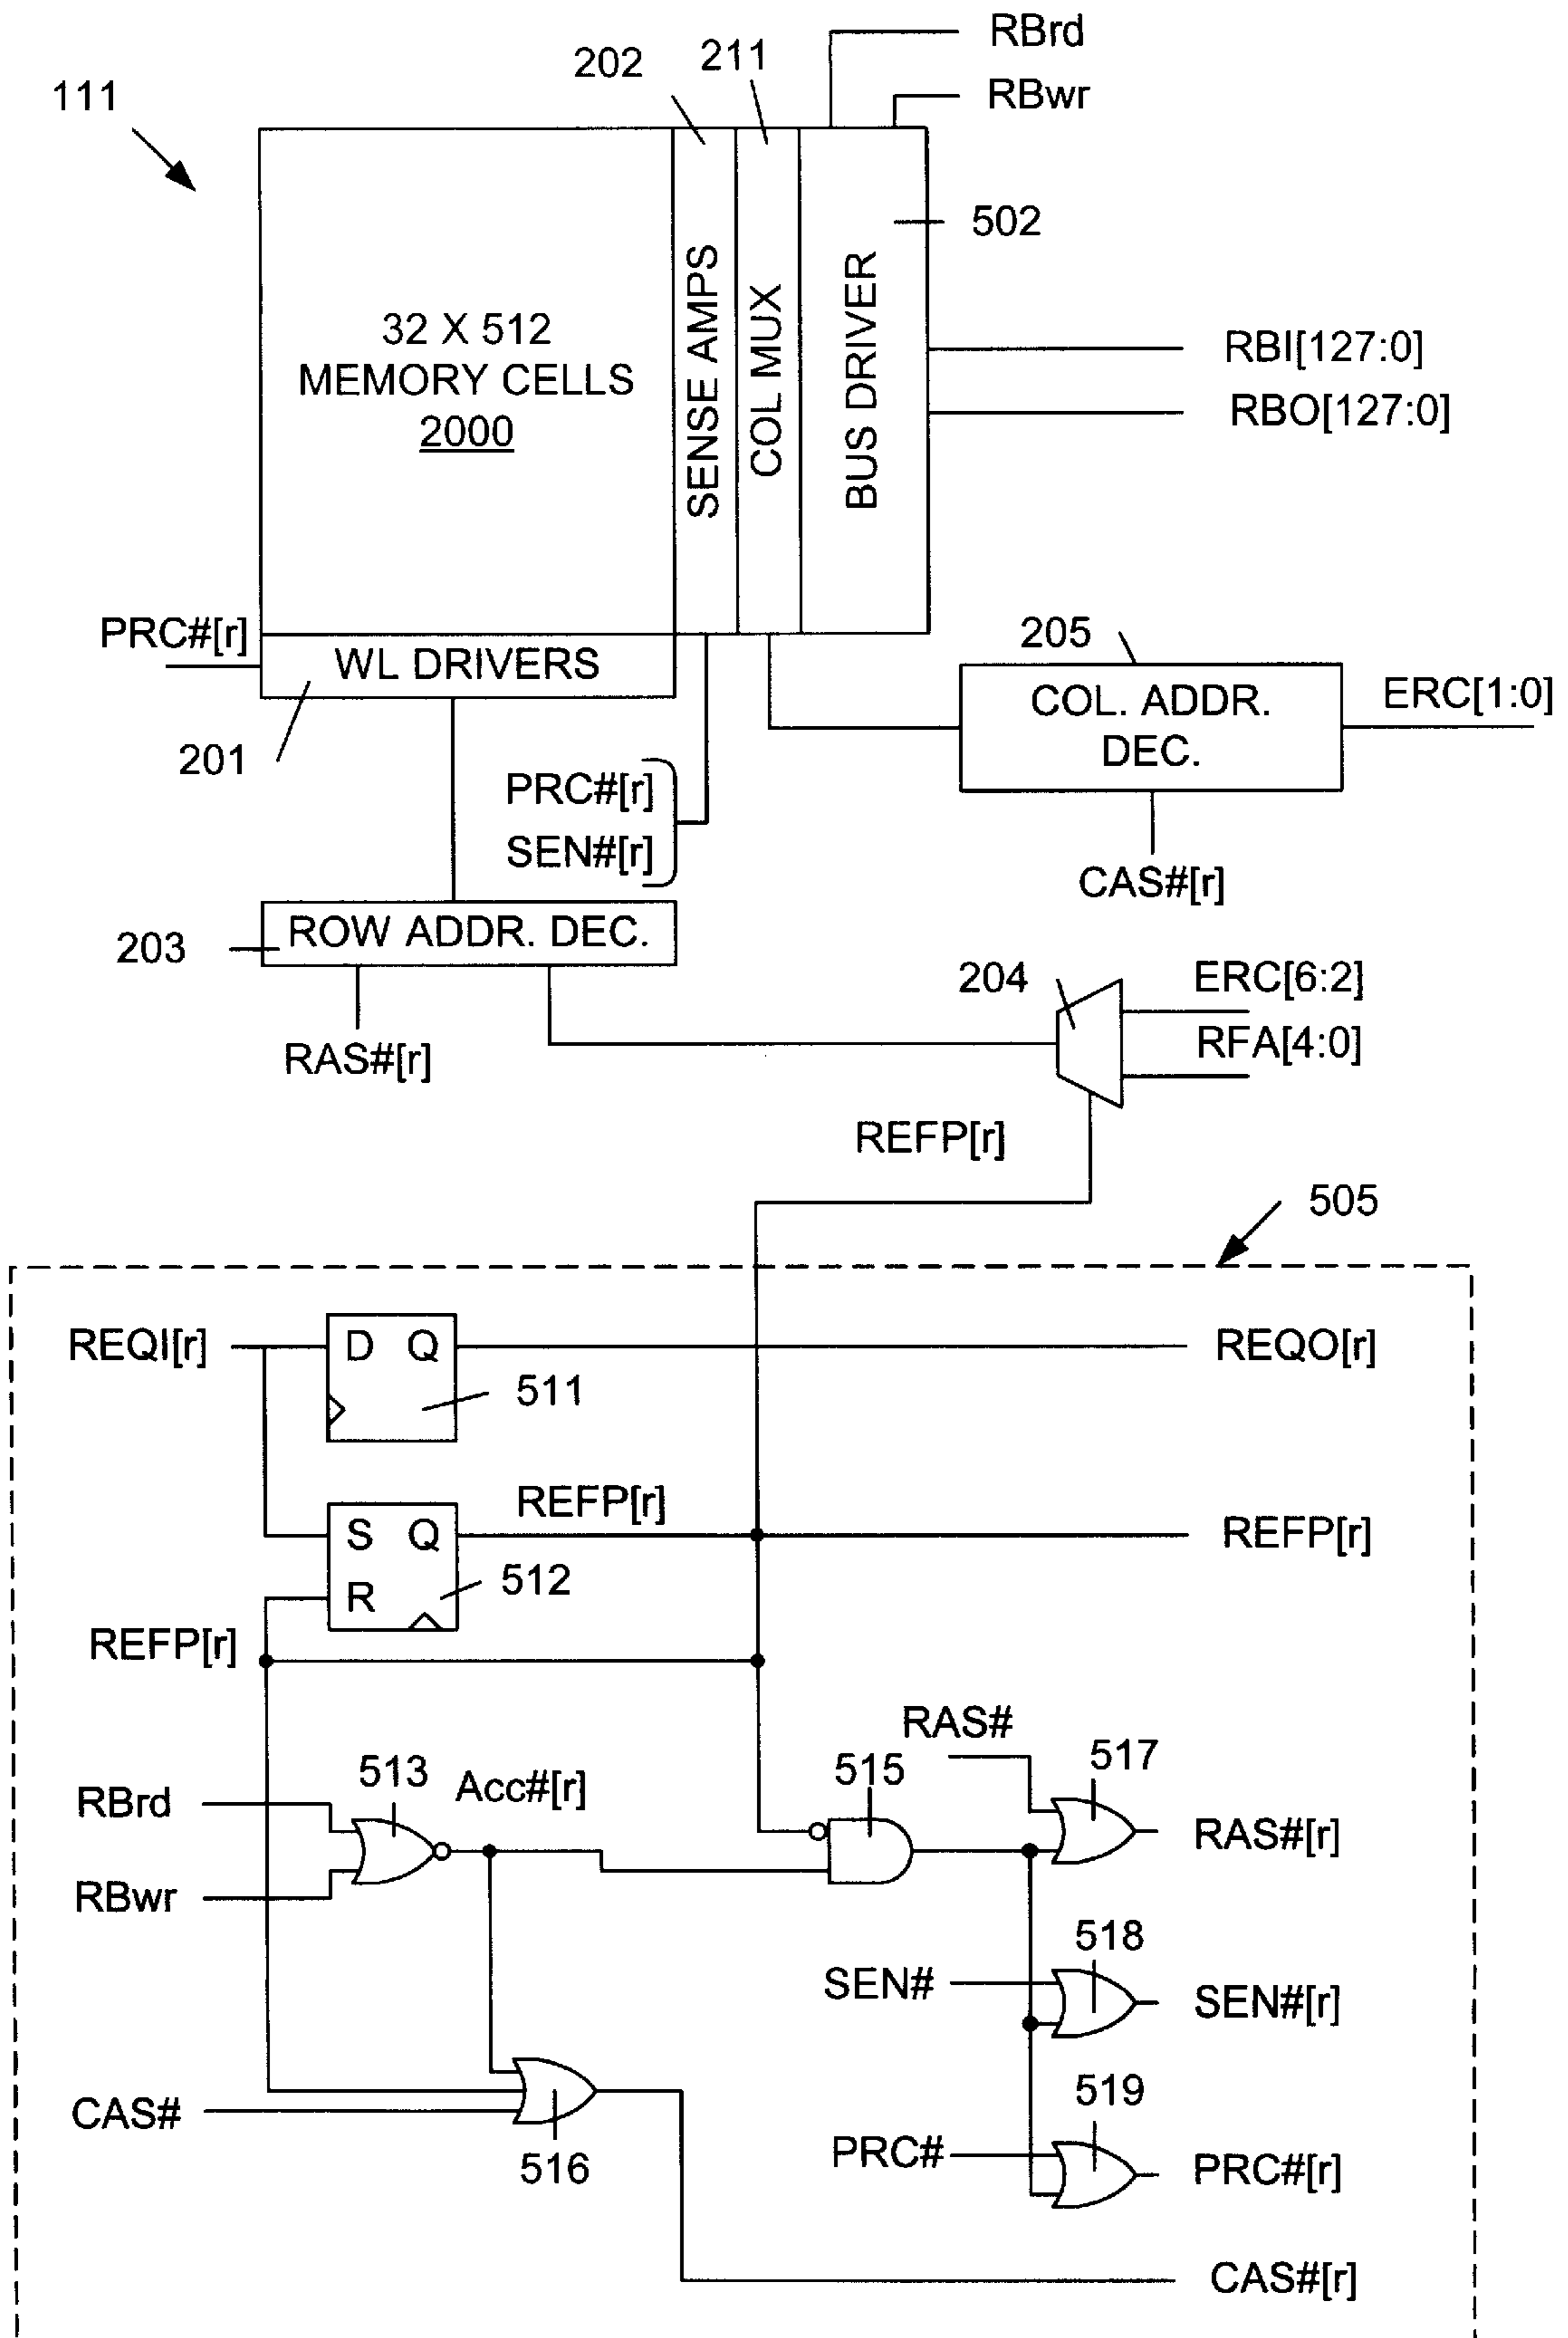 RBrd
202
211
RBwr
111
502
32 X 512
MEMORY CELLS
2000
SENSE AMPS
COL MUX
BUS DRIVER
RBI[127:0]
RBO[127:0]
PRC#[r]
WL DRIVERS
201
205
COL. ADDR.
DEC.
ERC[1:0]
PRC#[r]
SEN#[r]
CAS#[r]
203
ROW ADDR. DEC.
204
ERC[6:2]
RFA[4:0]
RAS#[r]
REFP[r]
505
REQI[r]
D Q
REQO[r]
511
REFP[r]
S Q
REFP[r]
R
512
REFP[r]
RAS#
513
Acc#[r]
515
517
RBrd
RAS#[r]
RBwr
518
SEN#
SEN#[r]
519
CAS#
516
PRC#
PRC#[r]
CAS#[r]